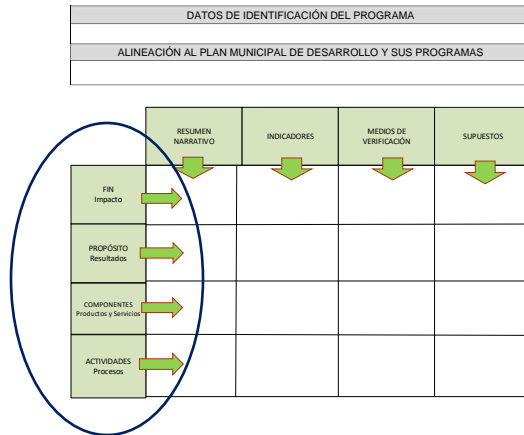 DATOS DE IDENTIFICACIÓN DEL PROGRAMA
ALINEACIÓN AL PLAN MUNICIPAL DE DESARROLLO Y SUS PROGRAMAS
RESUMEN
NARRATIVO
INDICADORES
MEDIOS DE
VERIFICACIÓN
SUPUESTOS
FIN
Impacto
PROPÓSITO
Resultados
COMPONENTES
Productos y Servicios
ACTIVIDADES
Procesos